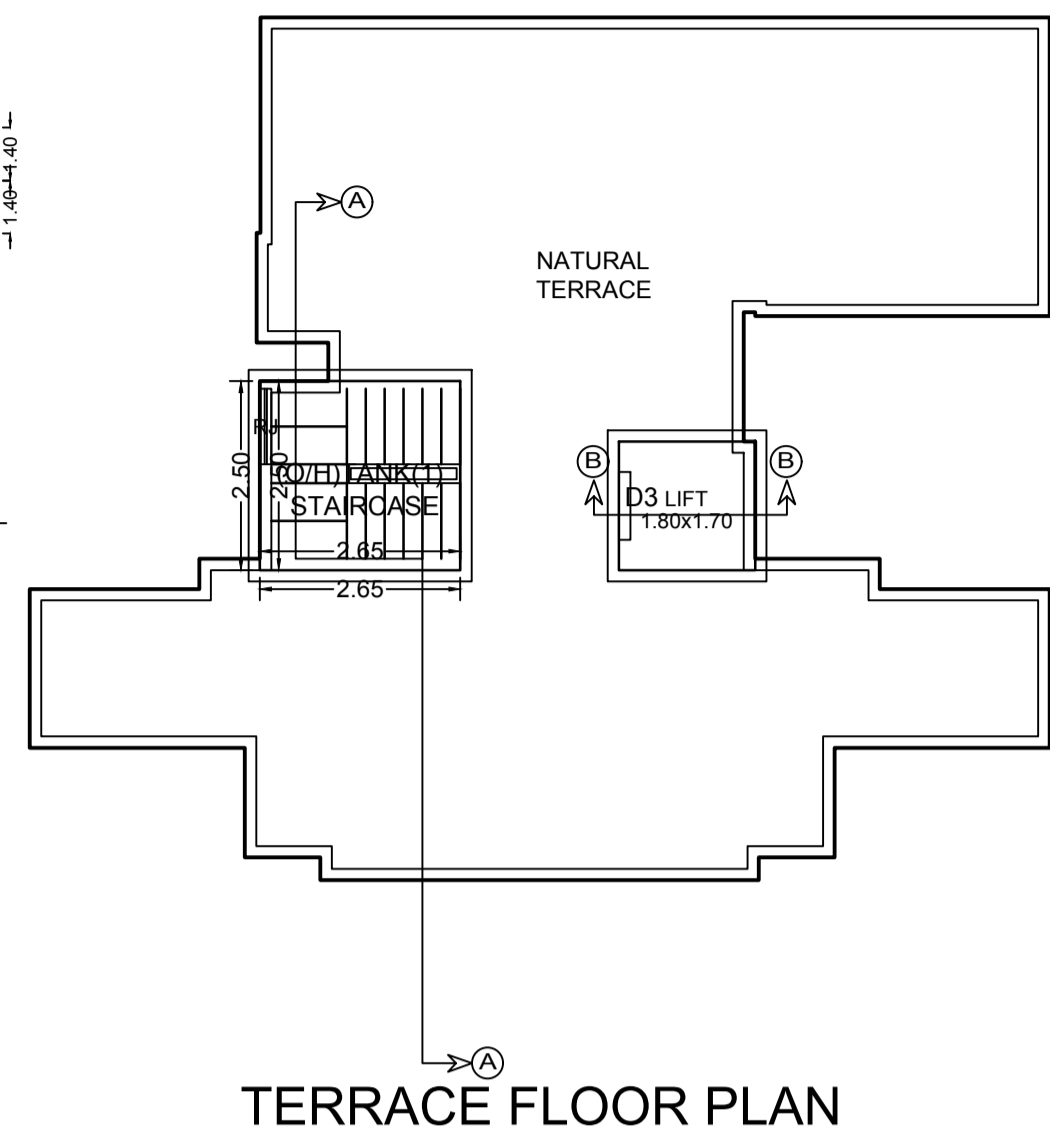 1.40
1.40
A
NATURAL
TERRACE
RJ
2.50
2.50
(O/H)TANK(1)
STAIRCASE
2.65
2.65
B
B
D3 LIFT
1.80x1.70
A
TERRACE FLOOR PLAN